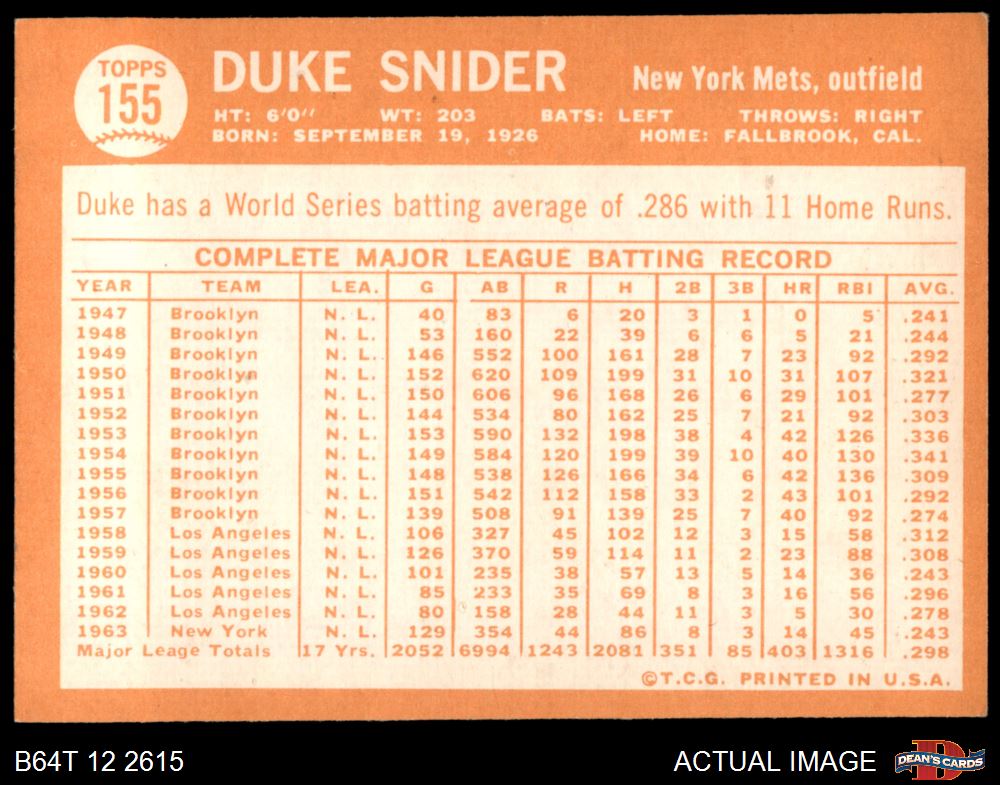 TOPPS
155
DUKE SNIDER New York Mets, outfield
HT: 6'0" WT: 203 BATS: LEFT THROWS: RIGHT
BORN: SEPTEMBER 19, 1926 HOME: FALLBROOK, CAL.
Duke has a World Series batting average of .286 with 11 Home Runs.
COMPLETE MAJOR LEAGUE BATTING RECORD
YEAR TEAM LEA. G AB R H 2B 3B HR RBI AVG.
1947 Brooklyn N. L. 40 83 6 20 3 1 0 5 .241
1948 Brooklyn N. L. 53 160 22 39 6 6 5 21 .244
1949 Brooklyn N. L. 146 552 100 161 28 7 23 92 .292
1950 Brooklyn N. L. 152 620 109 199 31 10 31 107 .321
1951 Brooklyn N. L. 150 606 96 168 26 6 29 101 .277
1952 Brooklyn N. L. 144 534 80 162 25 7 21 92 .303
1953 Brooklyn N. L. 153 590 132 198 38 4 42 126 .336
1954 Brooklyn N. L. 149 584 120 199 39 10 40 130 .341
1955 Brooklyn N. L. 148 538 126 166 34 6 42 136 .309
1956 Brooklyn N. L. 151 542 112 158 33 2 43 101 .292
1957 Brooklyn N. L. 139 508 91 139 25 7 40 92 .274
1958 Los Angeles N. L. 106 327 45 102 12 3 15 58 .312
1959 Los Angeles N. L. 126 370 59 114 11 2 23 88 .308
1960 Los Angeles N. L. 101 235 38 57 13 5 14 36 .243
1961 Los Angeles N. L. 85 233 35 69 8 3 16 56 .296
1962 Los Angeles N. L. 80 158 28 44 11 3 5 30 .278
1963 New York N. L. 129 354 44 86 8 3 14 45 .243
Major Leage Totals 17 Yrs. 2052 6994 1243 2081 351 85 403 1316 .298
©T.C.G. PRINTED IN U.S.A.
B64T 12 2615 ACTUAL IMAGE D DEAN'S CARDS